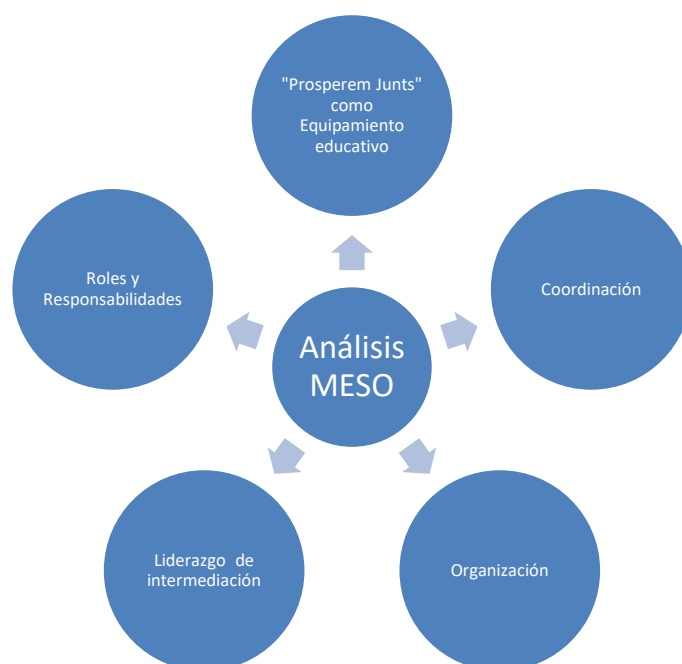 "Prosperem Junts"
como
Equipamiento
educativo
Roles y
Responsabilidades
Coordinación
Análisis
MESO
Liderazgo de
intermediación
Organización